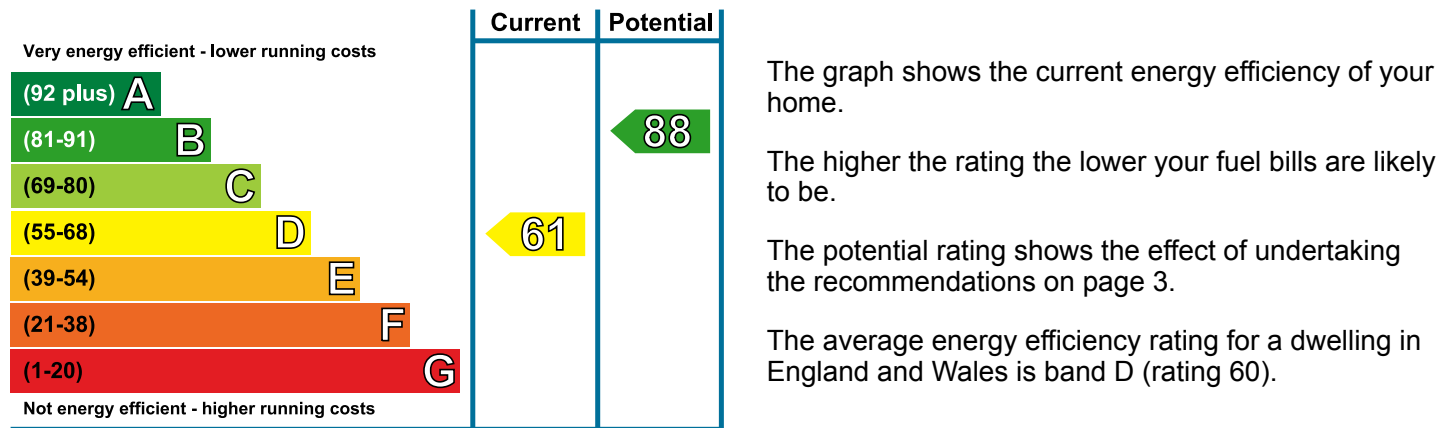 Current Potential
Very energy efficient - lower running costs
(92 plus) A
(81-91) B
88
(69-80) C
(55-68) D
61
(39-54) E
(21-38) F
(1-20) G
Not energy efficient - higher running costs
The graph shows the current energy efficiency of your
home.
The higher the rating the lower your fuel bills are likely
to be.
The potential rating shows the effect of undertaking
the recommendations on page 3.
The average energy efficiency rating for a dwelling in
England and Wales is band D (rating 60).